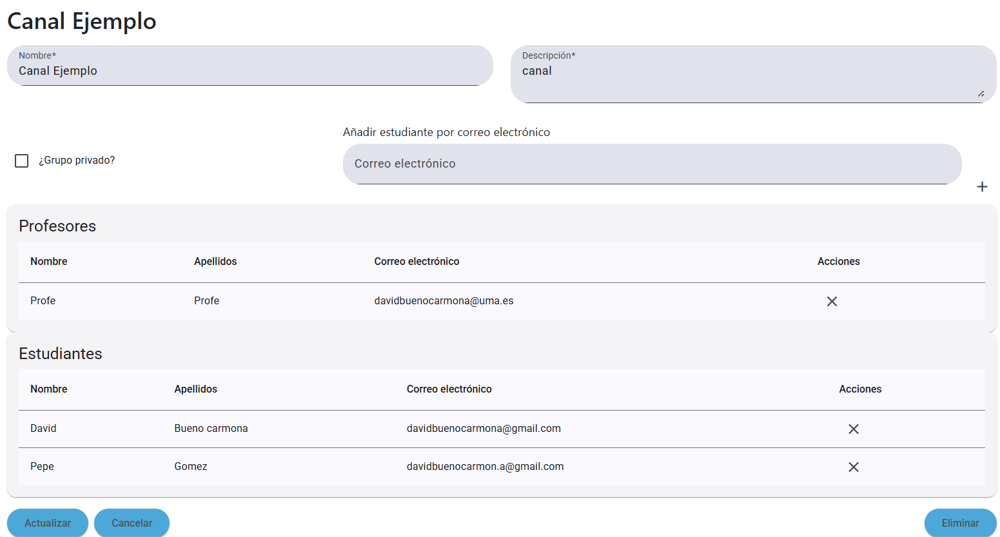 Canal Ejemplo
Nombre*
Canal Ejemplo
Descripción*
canal
¿Grupo privado?
Añadir estudiante por correo electrónico
Correo electrónico
Profesores
Nombre Apellidos Correo electrónico Acciones
Profe Profe davidbuenocarmona@uma.es
Estudiantes
Nombre Apellidos Correo electrónico Acciones
David Bueno carmona davidbuenocarmona@gmail.com
Pepe Gomez davidbuenocarmon.a@gmail.com
Actualizar Cancelar Eliminar